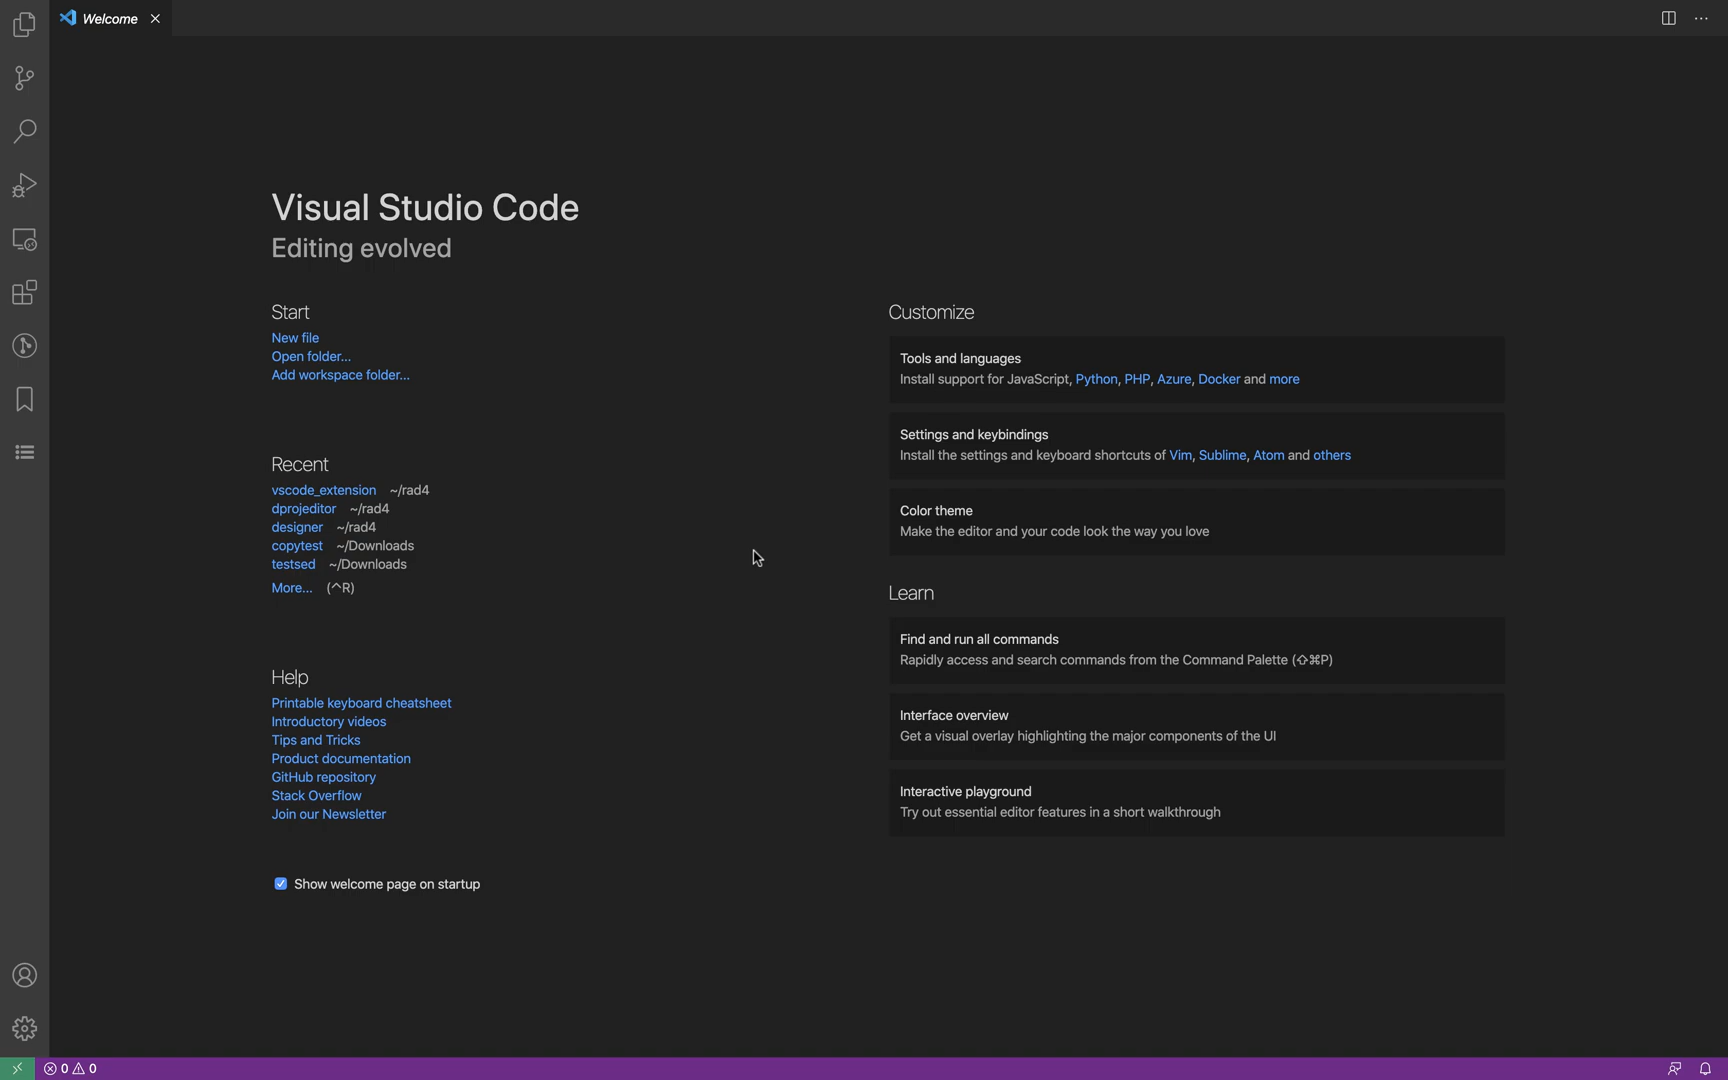 Welcome
Visual Studio Code
Editing evolved
Start
New file
Open folder...
Add workspace folder...
Recent
vscode_extension ~/rad4
dprojeditor ~/rad4
designer ~/rad4
copytest ~/Downloads
testsed ~/Downloads
More... (^R)
Help
Printable keyboard cheatsheet
Introductory videos
Tips and Tricks
Product documentation
GitHub repository
Stack Overflow
Join our Newsletter
Show welcome page on startup
Customize
Tools and languages
Install support for JavaScript, Python, PHP, Azure, Docker and more
Settings and keybindings
Install the settings and keyboard shortcuts of Vim, Sublime, Atom and others
Color theme
Make the editor and your code look the way you love
Learn
Find and run all commands
Rapidly access and search commands from the Command Palette (⇧⌘P)
Interface overview
Get a visual overlay highlighting the major components of the UI
Interactive playground
Try out essential editor features in a short walkthrough
0 0